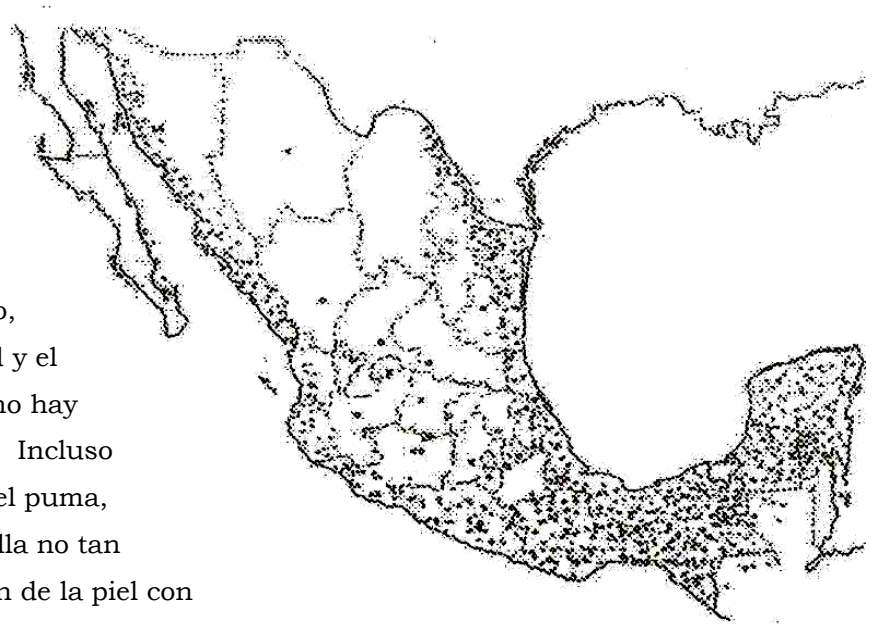 o,
y el
no hay
Incluso
el puma,
lla no tan
n de la piel con